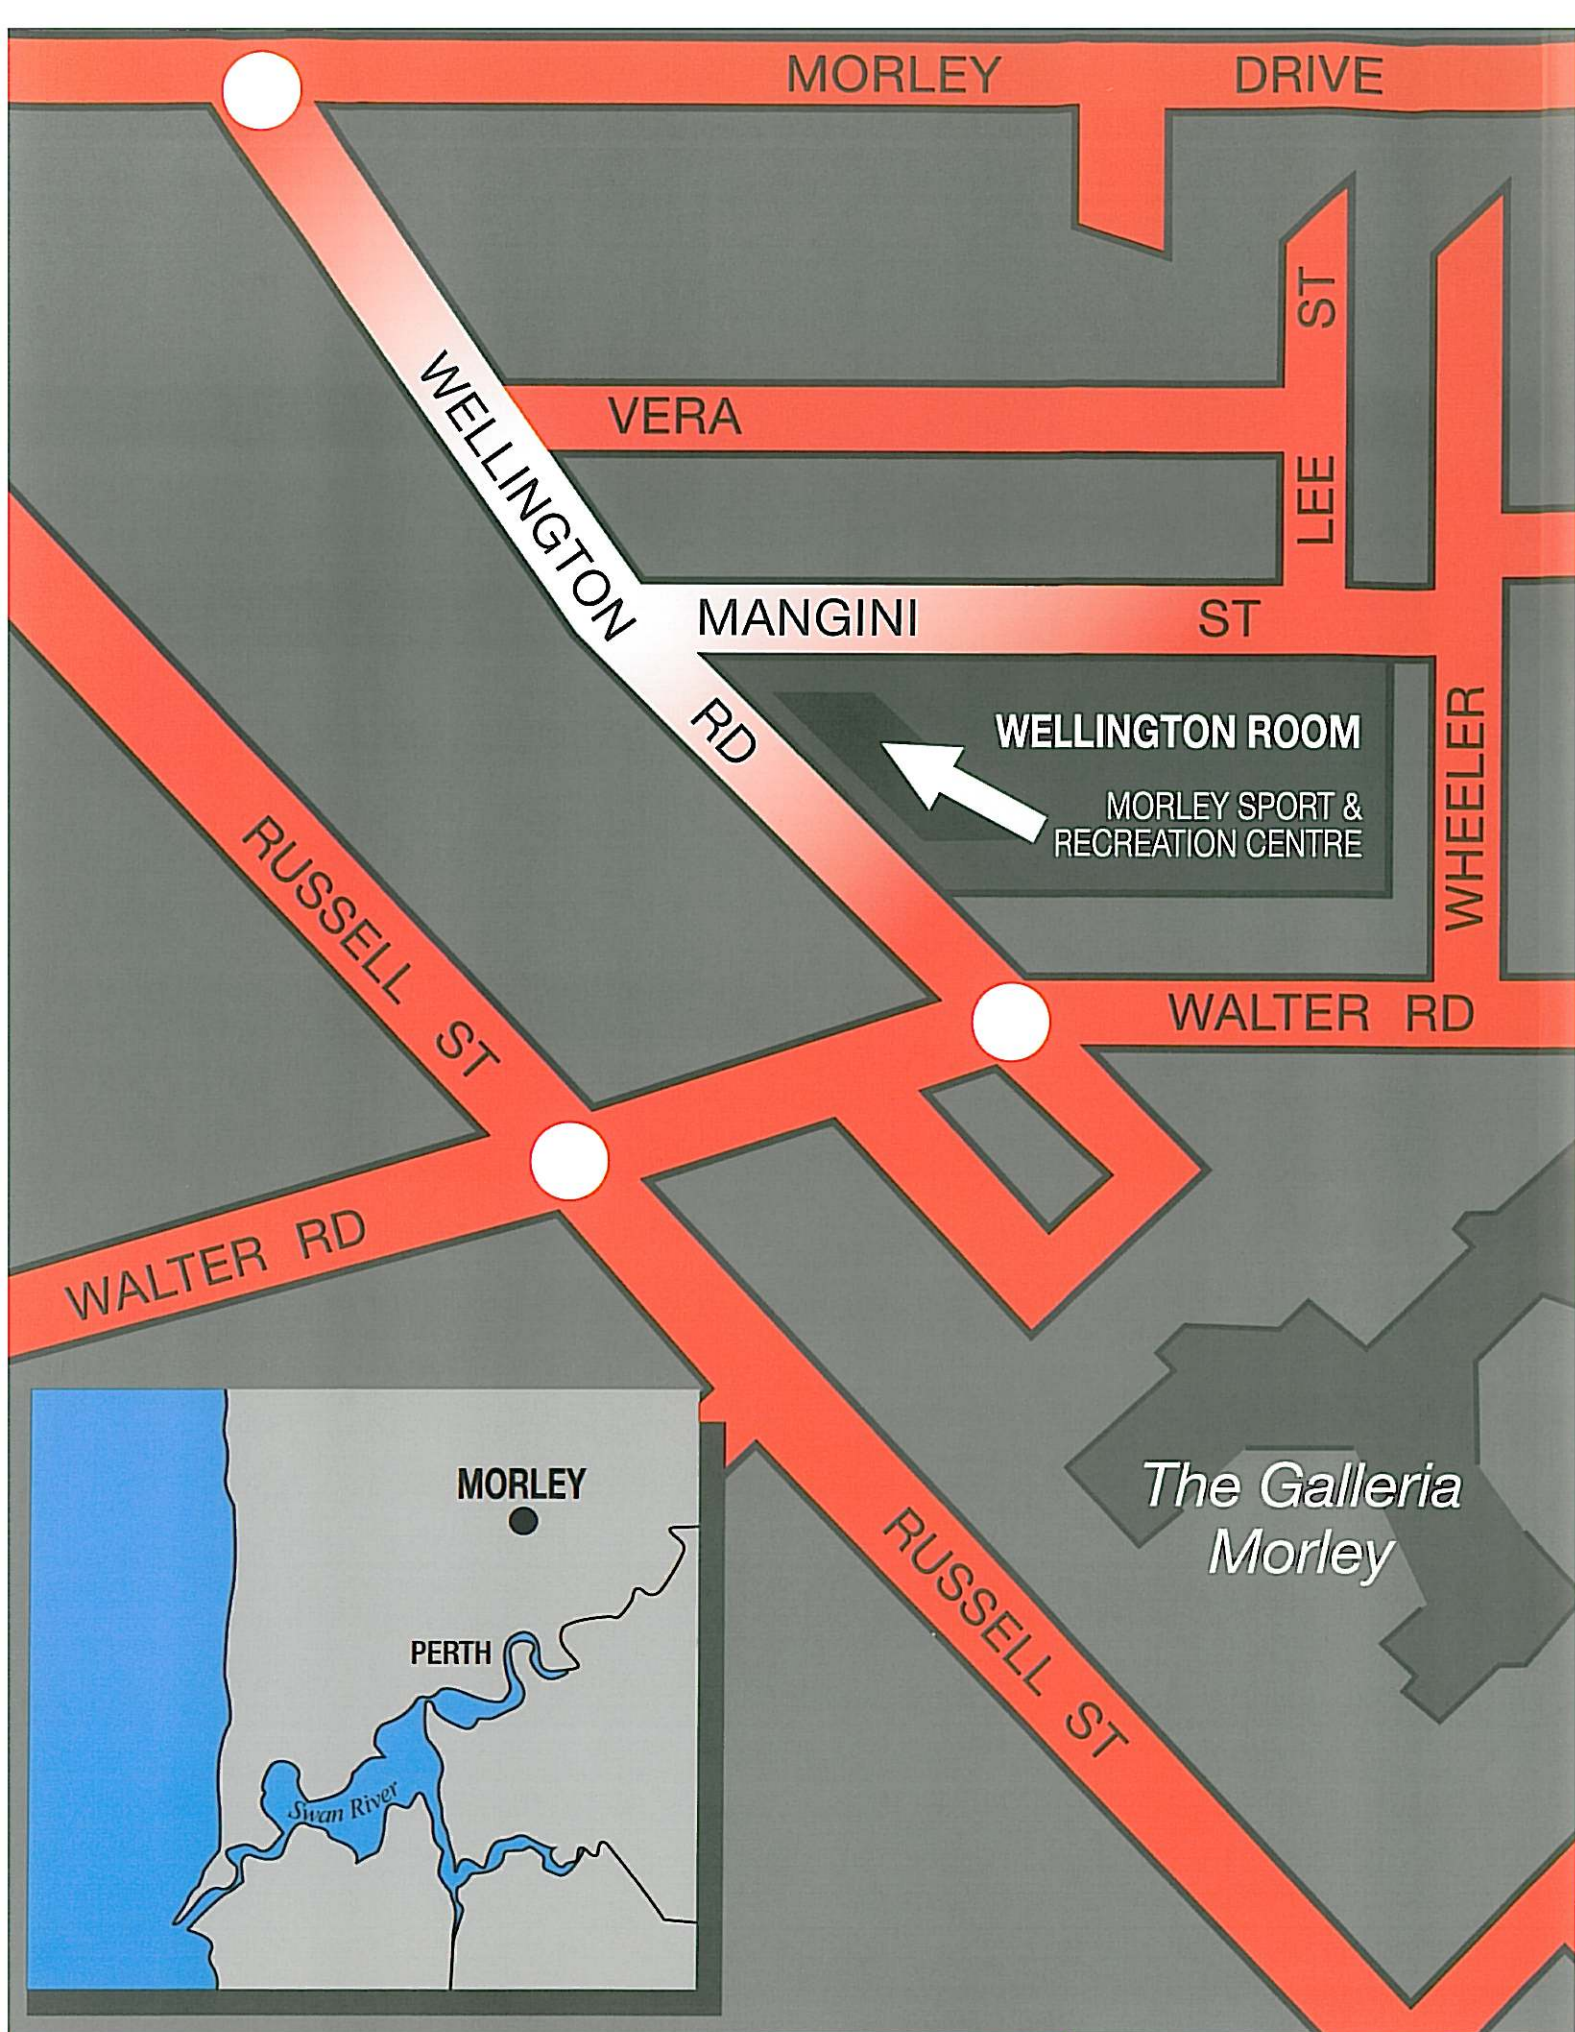 MORLEY DRIVE
LEE ST
VERA
WELLINGTON RD
MANGINI ST
WELLINGTON ROOM
MORLEY SPORT &
RECREATION CENTRE
WHEELER
RUSSELL ST
WALTER RD
WALTER RD
MORLEY
PERTH
Swan River
The Galleria
Morley
RUSSELL ST